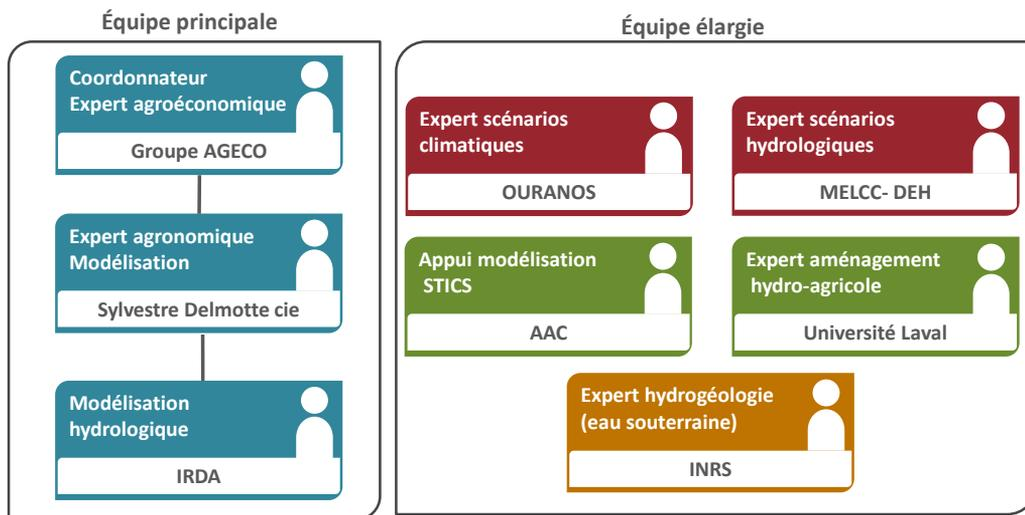 Équipe principale
Coordonnateur
Expert agroéconomique
Groupe AGECO
Expert agronomique
Modélisation
Sylvestre Delmotte cie
Modélisation
hydrologique
IRDA
Équipe élargie
Expert scénarios
climatiques
OURANOS
Expert scénarios
hydrologiques
MELCC- DEH
Appui modélisation
STICS
AAC
Expert aménagement
hydro-agricole
Université Laval
Expert hydrogéologie
(eau souterraine)
INRS